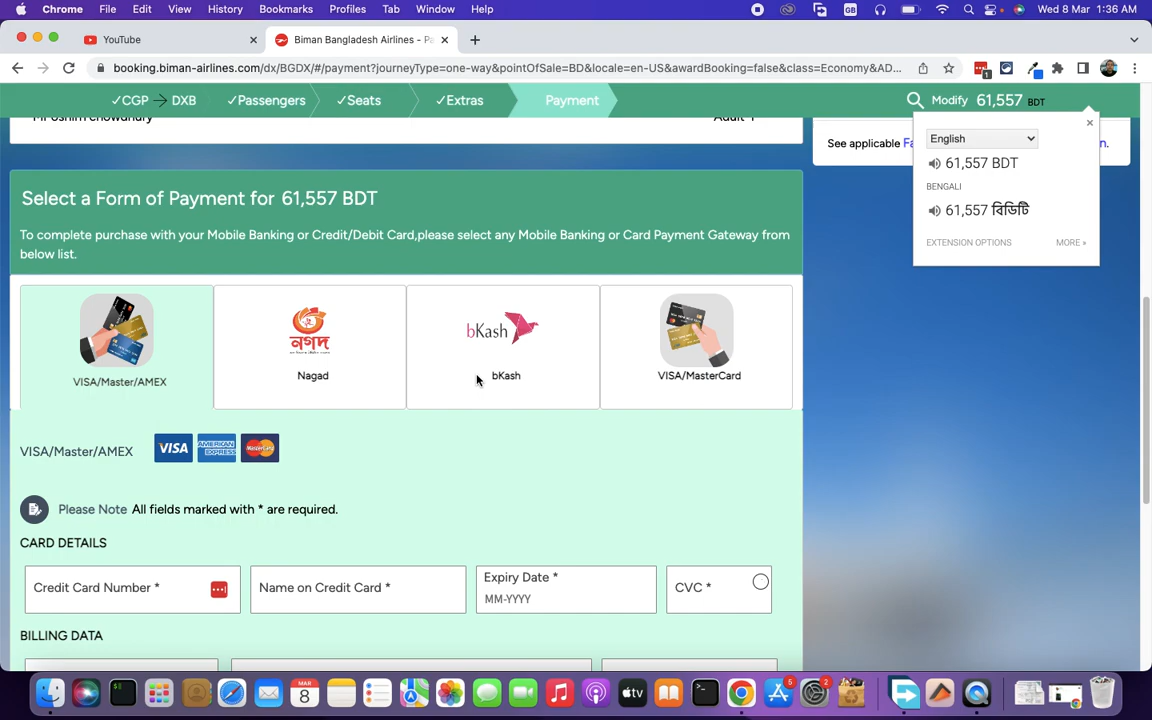 Chrome File Edit View History Bookmarks Profiles Tab Window Help
GB Wed 8 Mar 1:36 AM
YouTube
Biman Bangladesh Airlines - Pa
booking.biman-airlines.com/dx/BGDX/#/payment?journeyType=one-way&pointOfSale=BD&locale=en-US&awardBooking=false&class=Economy&AD...
1
✓CGP → DXB ✓Passengers ✓Seats ✓Extras Payment
Modify 61,557 BDT
Adult 1
See applicable
English
61,557 BDT
BENGALI
61,557 বিডিটি
EXTENSION OPTIONS MORE »
Select a Form of Payment for 61,557 BDT
To complete purchase with your Mobile Banking or Credit/Debit Card,please select any Mobile Banking or Card Payment Gateway from
below list.
VISA/Master/AMEX
নগদ
Nagad
bKash
bKash
VISA/MasterCard
VISA/Master/AMEX VISA AMERICAN EXPRESS MasterCard
Please Note All fields marked with * are required.
CARD DETAILS
Credit Card Number *
Name on Credit Card *
Expiry Date *
MM-YYYY
CVC *
BILLING DATA
MAR
8
tv
5
2